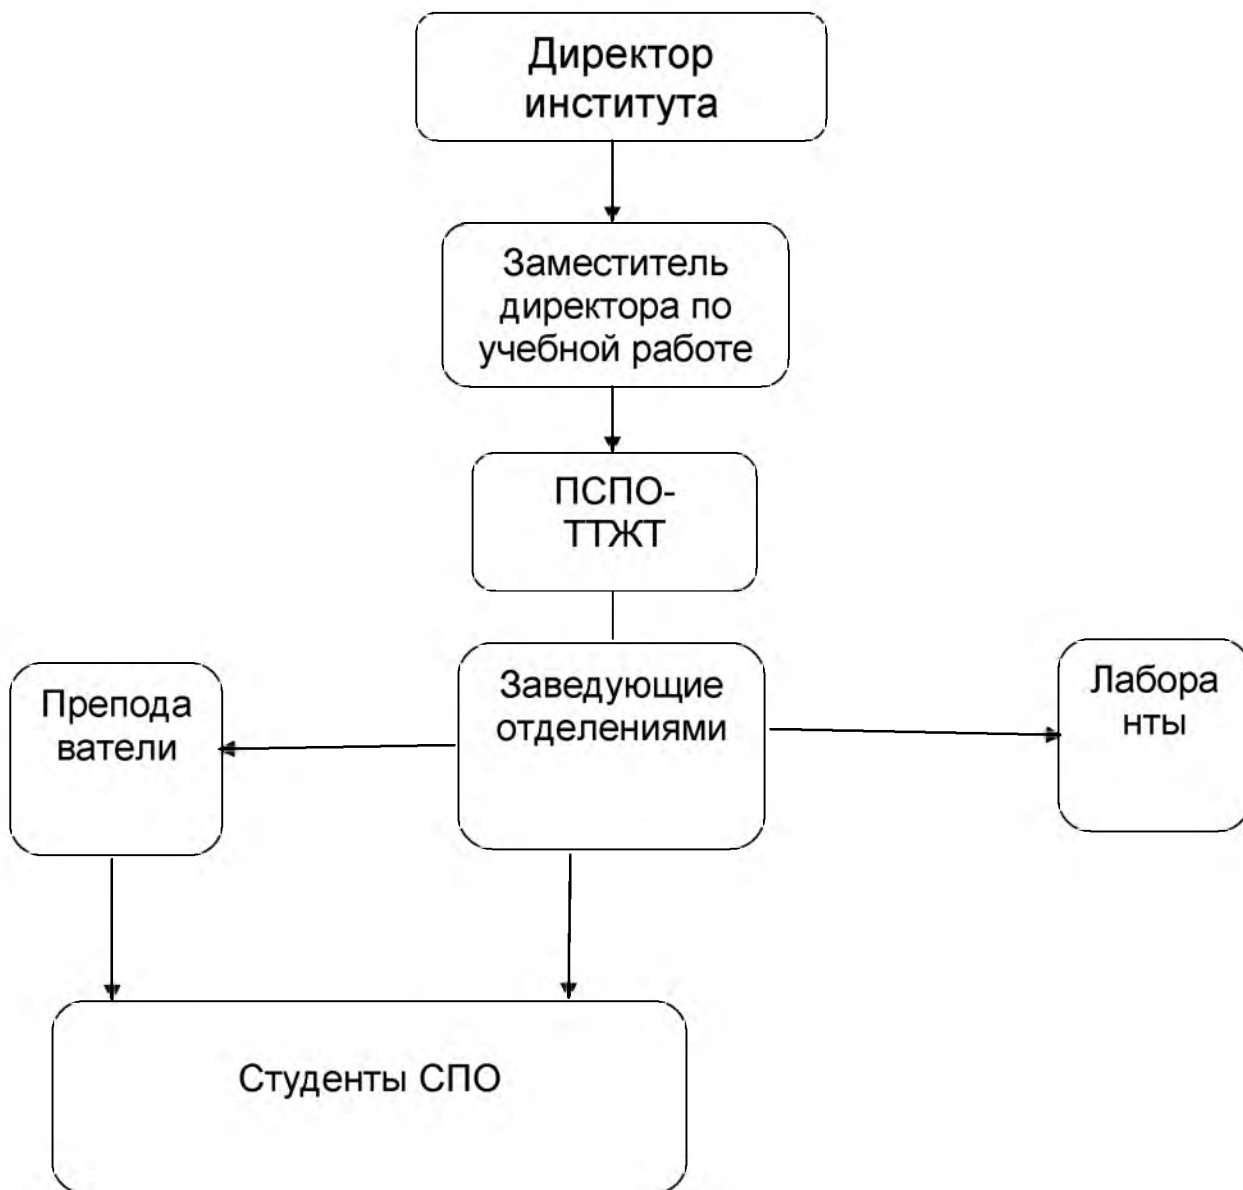 Директор
института
Заместитель
директора по
учебной работе
ПСПО-
ТТЖТ
Препода
ватели
Заведующие
отделениями
Лабора
нты
Студенты СПО